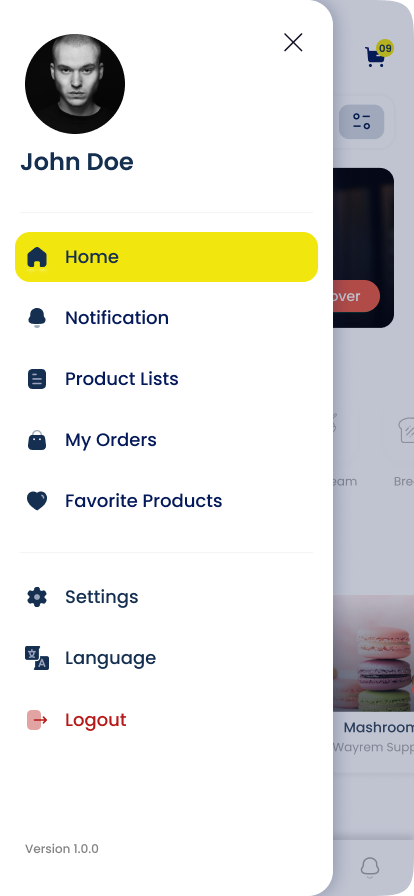 09
John Doe
Home
over
Notification
Product Lists
My Orders
eam
Bre
Favorite Products
Settings
Language
Logout
Mashroom
Wayrem Supp
Version 1.0.0